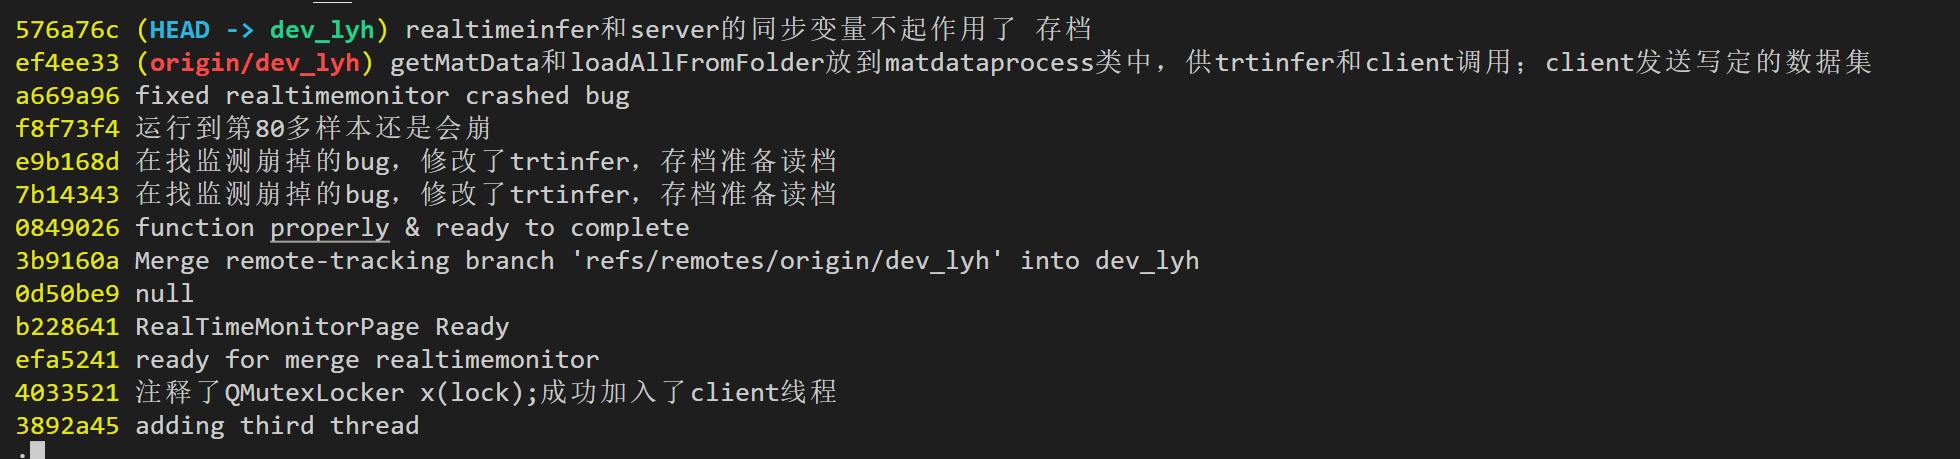 576a76c (HEAD -> dev_lyh) realtimeinfer和server的同步变量不起作用了 存档
ef4ee33 (origin/dev_lyh) getMatData和loadAllFromFolder放到matdataprocess类中，供trtinfer和client调用；client发送写定的数据集
a669a96 fixed realtimemonitor crashed bug
f8f73f4 运行到第80多样本还是会崩
e9b168d 在找监测崩掉的bug，修改了trtinfer，存档准备读档
7b14343 在找监测崩掉的bug，修改了trtinfer，存档准备读档
0849026 function properly & ready to complete
3b9160a Merge remote-tracking branch 'refs/remotes/origin/dev_lyh' into dev_lyh
0d50be9 null
b228641 RealTimeMonitorPage Ready
efa5241 ready for merge realtimemonitor
4033521 注释了QMutexLocker x(lock);成功加入了client线程
3892a45 adding third thread
: